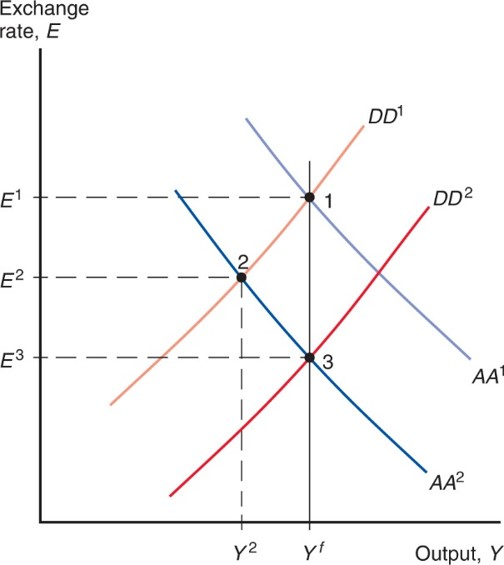 Exchange
rate, E
DD¹
E¹
1
DD²
2
E²
E³
3
AA¹
AA²
Y²
Yᶠ
Output, Y